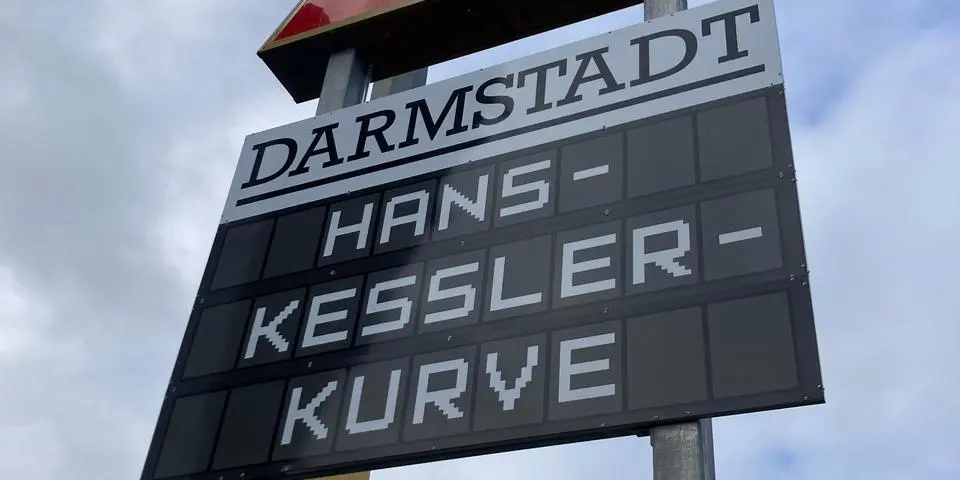 DARMSTADT
HANS-
KESSLER-
KURVE